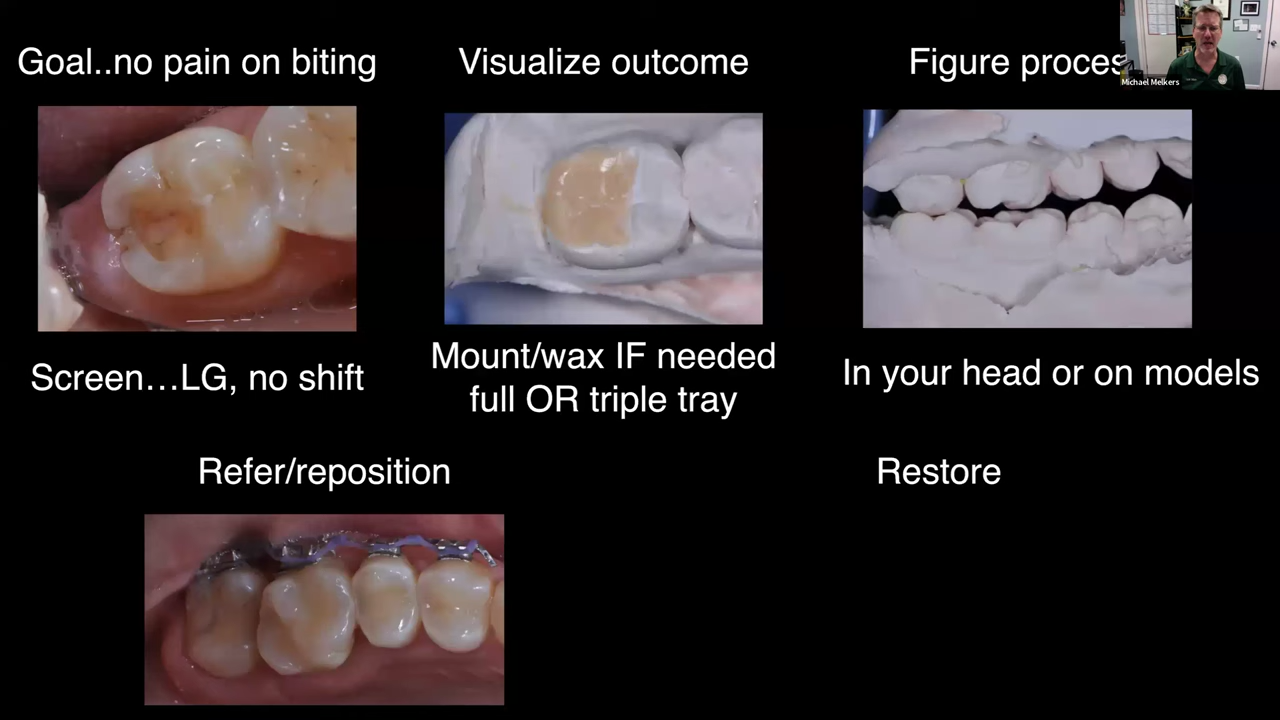 Goal..no pain on biting
Visualize outcome
Figure proces
Michael Melkers
Screen…LG, no shift
Mount/wax IF needed
full OR triple tray
In your head or on models
Refer/reposition
Restore